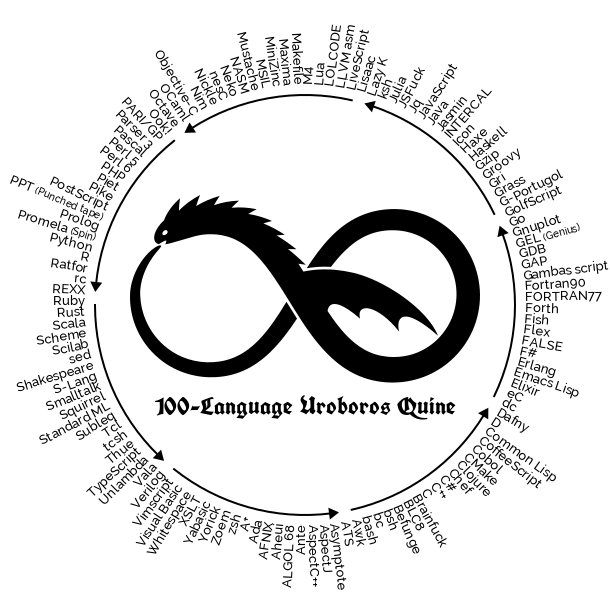 A+
Ada
AFNIX
Aheui
ALGOL 68
Ante
AspectC++
AspectJ
Asymptote
ATS
Awk
bash
bc
bsh
Befunge
BLC8
Brainfuck
C
C++
C#
Chef
Clojure
CMake
Cobol
CoffeeScript
Common Lisp
D
Dafny
dc
eC
Elixir
Emacs Lisp
Erlang
F#
FALSE
Flex
Fish
Forth
FORTRAN77
Fortran90
Gambas script
GAP
GDB
GEL (Genius)
Gnuplot
Go
GolfScript
G-Portugol
Grass
Gri
Groovy
Gzip
Haskell
Haxe
Icon
INTERCAL
Jasmin
Java
JavaScript
Jq
JSFuck
Julia
ksh
Lazy K
Lisaac
LiveScript
LLVM asm
LOLCODE
Lua
M4
Makefile
Maxima
MiniZinc
MSIL
Mustache
NASM
Neko
nesC
Nickle
Nim
Objective-C
OCaml
Octave
Ook!
PARI/GP
Parser3
Pascal
Perl 5
Perl 6
PHP
Piet
Pike
PostScript
PPT (Punched tape)
Prolog
Promela (Spin)
Python
R
Ratfor
rc
REXX
Ruby
Rust
Scala
Scheme
Scilab
sed
Shakespeare
S-Lang
Smalltalk
Squirrel
Standard ML
Subleq
Tcl
tcsh
Thue
TypeScript
Unlambda
Vala
Verilog
Vimscript
Visual Basic
Whitespace
XSLT
Yabasic
Yorick
Zoem
zsh
100-Language Uroboros Quine